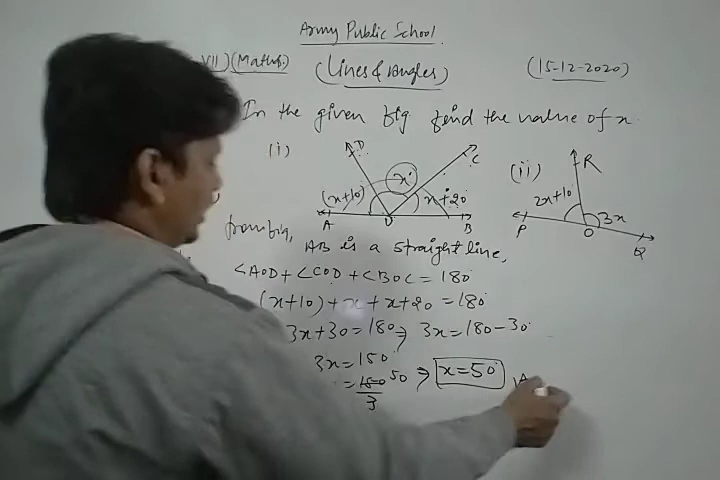 Army Public School
VII) (Maths)
(Lines & Angles)
(15-12-2020)
In the given fig find the value of x
(i)
D
C
x°
(x+10)°
x+20
A
O
B
(ii)
R
2x+10
3x
P
O
Q
from fig,
AB is a straight line,
∠AOD + ∠COD + ∠BOC = 180
(x+10) + x + x+20 = 180
3x+30 = 180 ⇒ 3x = 180 - 30
3x = 150
= 150 50 ⇒ x = 50
3
A